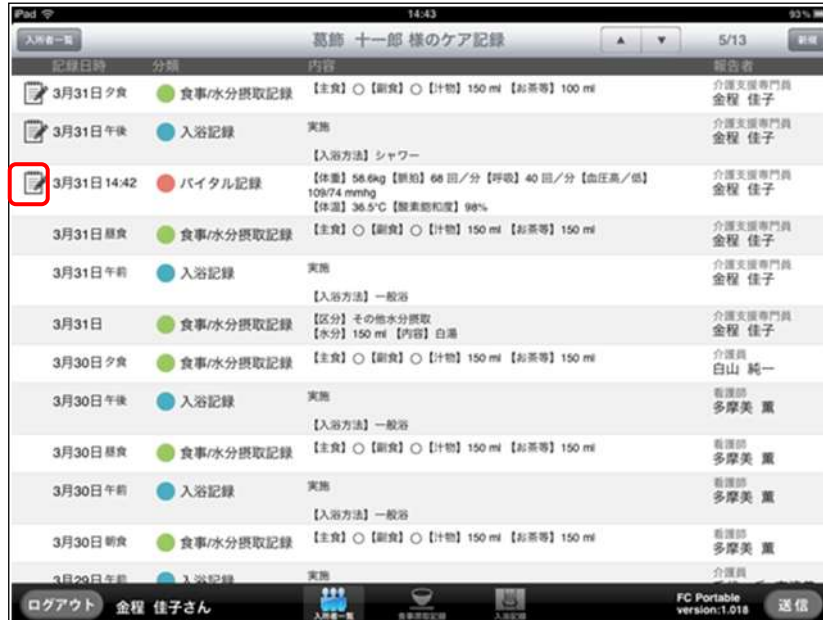 iPad
14:43
93%
入所者一覧
葛飾 十一郎 様のケア記録
▲ ▼
5/13
新規
記録日時 分類 内容 報告者
3月31日夕食 食事/水分摂取記録 【主食】○【副食】○【汁物】150 ml 【お茶等】100 ml 介護支援専門員
金程 佳子
3月31日午後 入浴記録 実施 介護支援専門員
金程 佳子
【入浴方法】シャワー
3月31日14:42 バイタル記録 【体重】58.6kg【脈拍】68 回/分【呼吸】40 回/分【血圧高/低】 介護支援専門員
109/74 mmhg 金程 佳子
【体温】36.5°C【酸素飽和度】98%
3月31日昼食 食事/水分摂取記録 【主食】○【副食】○【汁物】150 ml 【お茶等】150 ml 介護支援専門員
金程 佳子
3月31日午前 入浴記録 実施 介護支援専門員
金程 佳子
【入浴方法】一般浴
3月31日 食事/水分摂取記録 【区分】その他水分摂取 介護支援専門員
【水分】150 ml 【内容】白湯 金程 佳子
3月30日夕食 食事/水分摂取記録 【主食】○【副食】○【汁物】150 ml 【お茶等】150 ml 介護員
白山 純一
3月30日午後 入浴記録 実施 看護師
多摩美 薫
【入浴方法】一般浴
3月30日昼食 食事/水分摂取記録 【主食】○【副食】○【汁物】150 ml 【お茶等】150 ml 看護師
多摩美 薫
3月30日午前 入浴記録 実施 看護師
多摩美 薫
【入浴方法】一般浴
3月30日朝食 食事/水分摂取記録 【主食】○【副食】○【汁物】150 ml 【お茶等】150 ml 看護師
多摩美 薫
3月29日午前 入浴記録 実施 介護員
ログアウト 金程 佳子さん
入所者一覧 食事摂取記録 入浴記録
FC Portable
version:1.018
送信